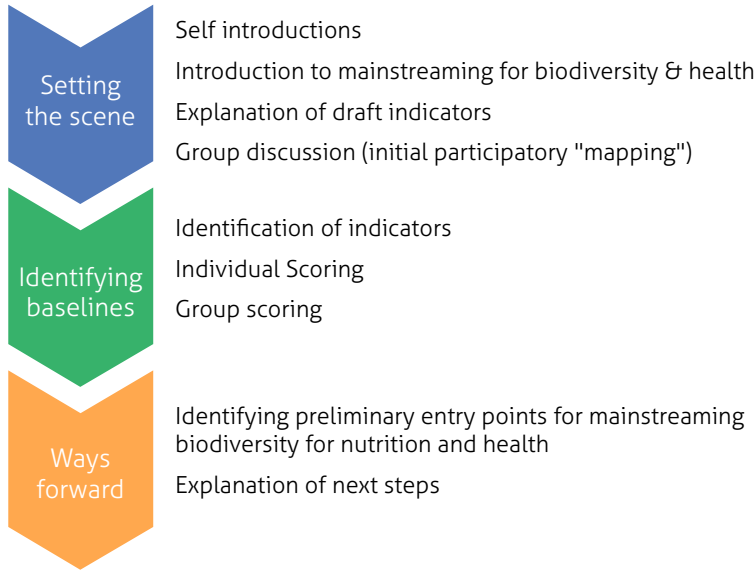 Setting
the scene
Self introductions
Introduction to mainstreaming for biodiversity & health
Explanation of draft indicators
Group discussion (initial participatory "mapping")
Identifying
baselines
Identification of indicators
Individual Scoring
Group scoring
Ways
forward
Identifying preliminary entry points for mainstreaming
biodiversity for nutrition and health
Explanation of next steps